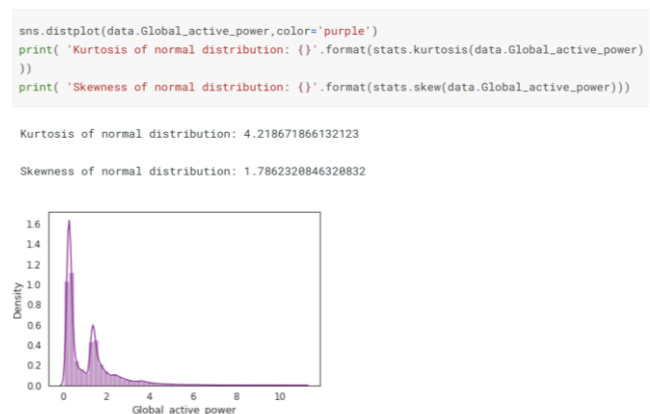 sns.distplot(data.Global_active_power,color='purple')
print( 'Kurtosis of normal distribution: {}'.format(stats.kurtosis(data.Global_active_power)
))
print( 'Skewness of normal distribution: {}'.format(stats.skew(data.Global_active_power)))
Kurtosis of normal distribution: 4.218671866132123
Skewness of normal distribution: 1.7862320846320832
1.6
1.4
1.2
1.0
0.8
0.6
0.4
0.2
0.0
Density
0 2 4 6 8 10
Global_active_power